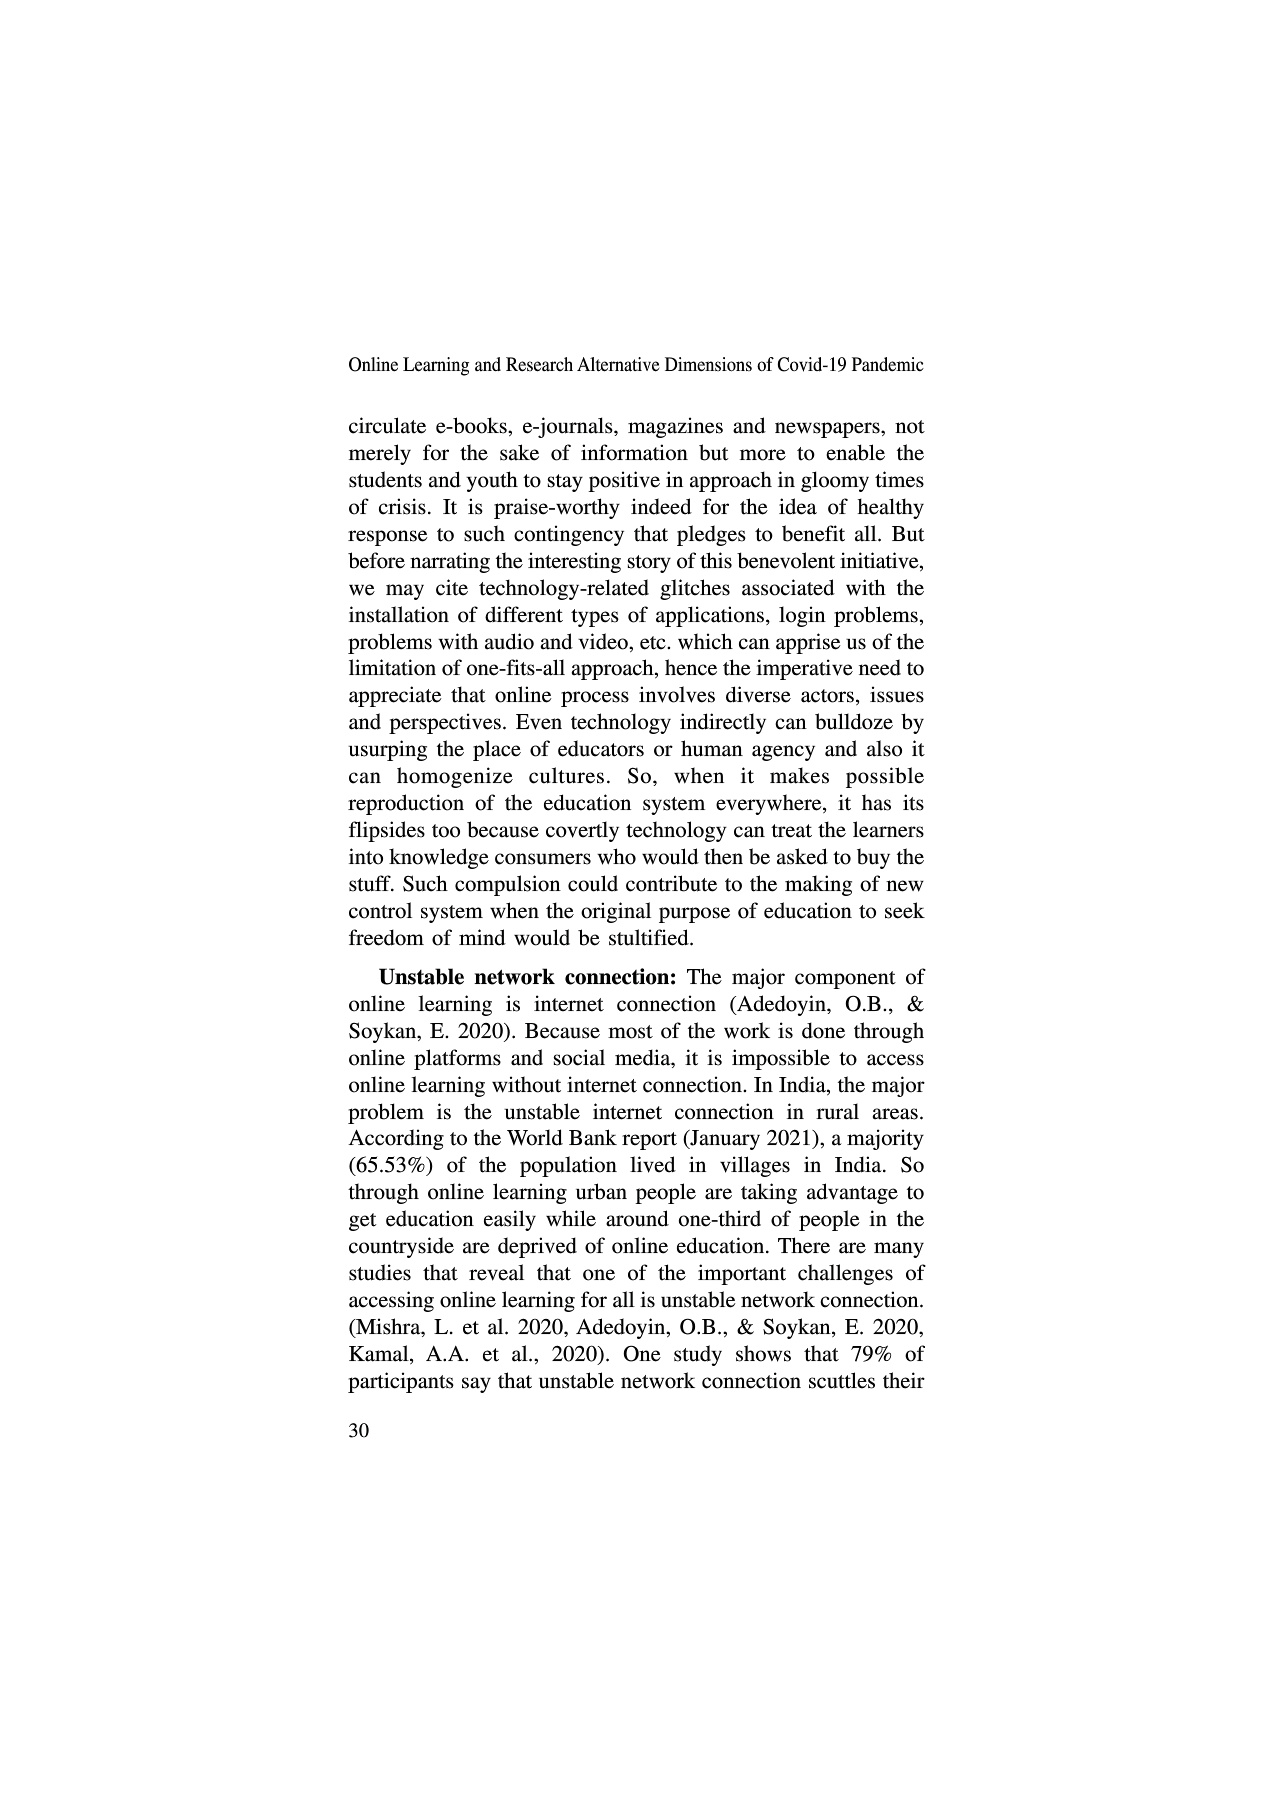 Online Learning and Research Alternative Dimensions of Covid-19 Pandemic
circulate e-books, e-journals, magazines and newspapers, not
merely for the sake of information but more to enable the
students and youth to stay positive in approach in gloomy times
of crisis. It is praise-worthy indeed for the idea of healthy
response to such contingency that pledges to benefit all. But
before narrating the interesting story of this benevolent initiative,
we may cite technology-related glitches associated with the
installation of different types of applications, login problems,
problems with audio and video, etc. which can apprise us of the
limitation of one-fits-all approach, hence the imperative need to
appreciate that online process involves diverse actors, issues
and perspectives. Even technology indirectly can bulldoze by
usurping the place of educators or human agency and also it
can homogenize cultures. So, when it makes possible
reproduction of the education system everywhere, it has its
flipsides too because covertly technology can treat the learners
into knowledge consumers who would then be asked to buy the
stuff. Such compulsion could contribute to the making of new
control system when the original purpose of education to seek
freedom of mind would be stultified.
Unstable network connection: The major component of
online learning is internet connection (Adedoyin, O.B., &
Soykan, E. 2020). Because most of the work is done through
online platforms and social media, it is impossible to access
online learning without internet connection. In India, the major
problem is the unstable internet connection in rural areas.
According to the World Bank report (January 2021), a majority
(65.53%) of the population lived in villages in India. So
through online learning urban people are taking advantage to
get education easily while around one-third of people in the
countryside are deprived of online education. There are many
studies that reveal that one of the important challenges of
accessing online learning for all is unstable network connection.
(Mishra, L. et al. 2020, Adedoyin, O.B., & Soykan, E. 2020,
Kamal, A.A. et al., 2020). One study shows that 79% of
participants say that unstable network connection scuttles their
30